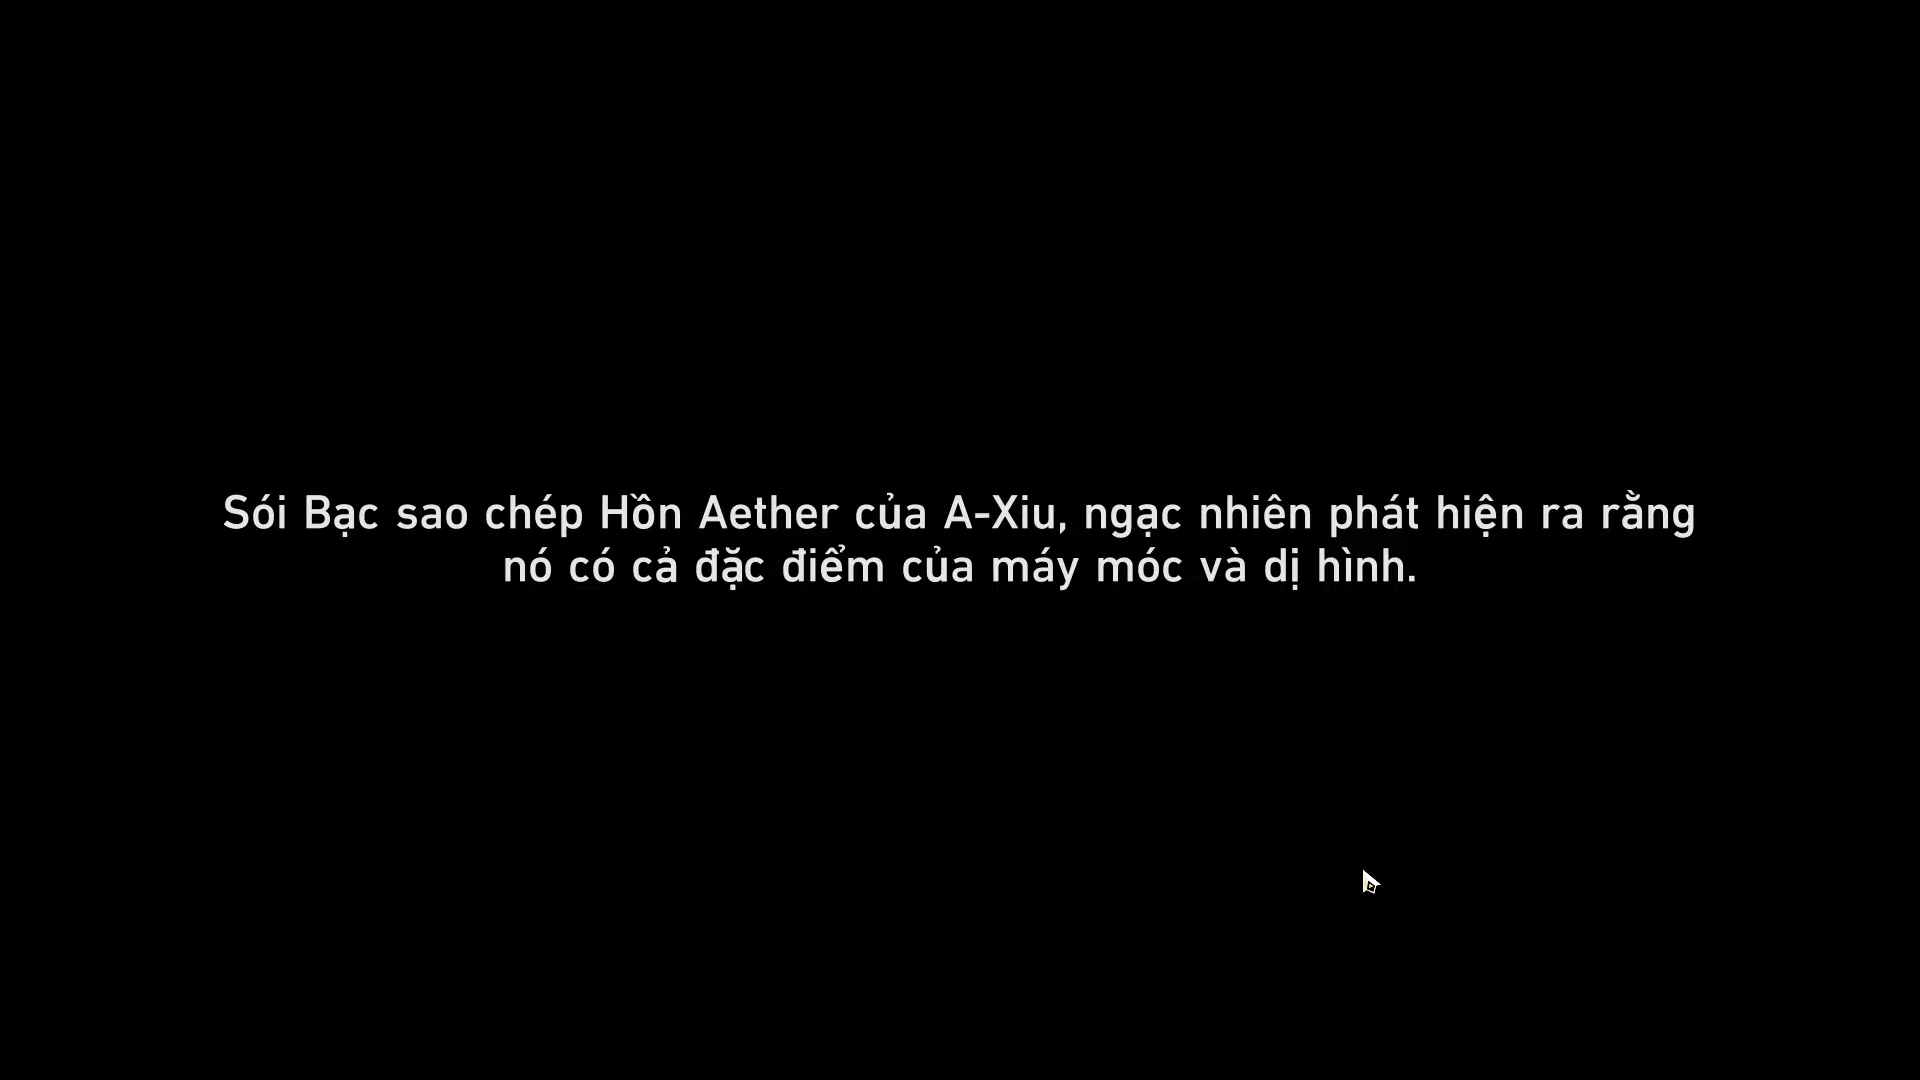 Sói Bạc sao chép Hồn Aether của A-Xiu, ngạc nhiên phát hiện ra rằng
nó có cả đặc điểm của máy móc và dị hình.